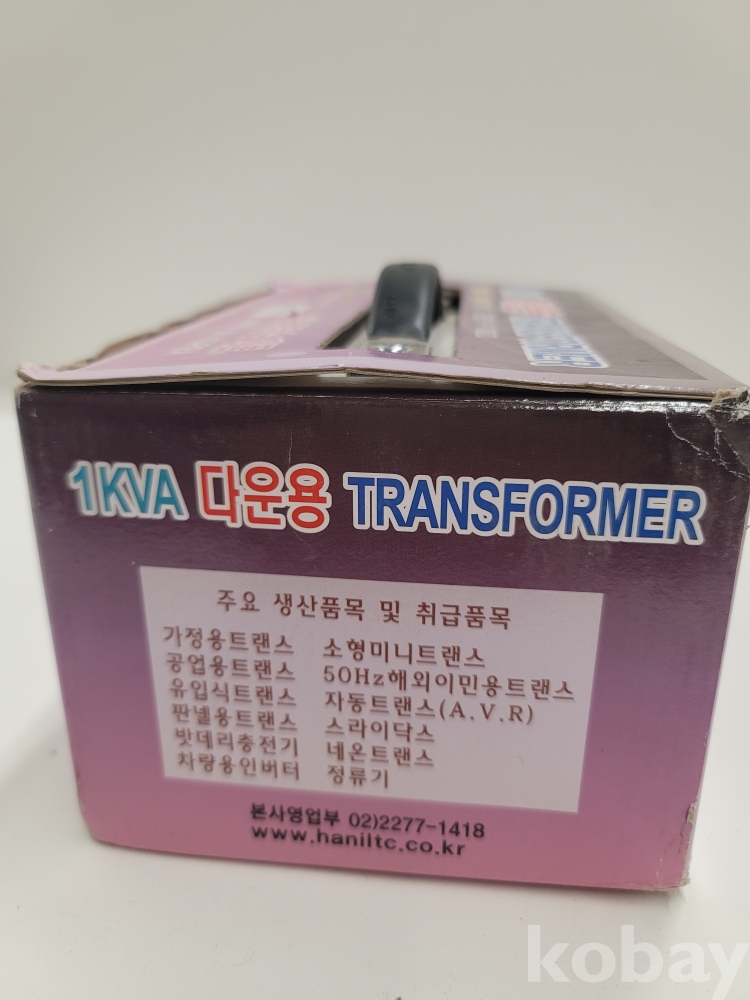 1KVA 다운용 TRANSFORMER
주요 생산품목 및 취급품목
가정용트랜스 소형미니트랜스
공업용트랜스 50Hz해외이민용트랜스
유입식트랜스 자동트랜스(A.V.R)
판넬용트랜스 스라이닥스
밧데리충전기 네온트랜스
차량용인버터 정류기
본사영업부 02)2277-1418
www.haniltc.co.kr
kobay